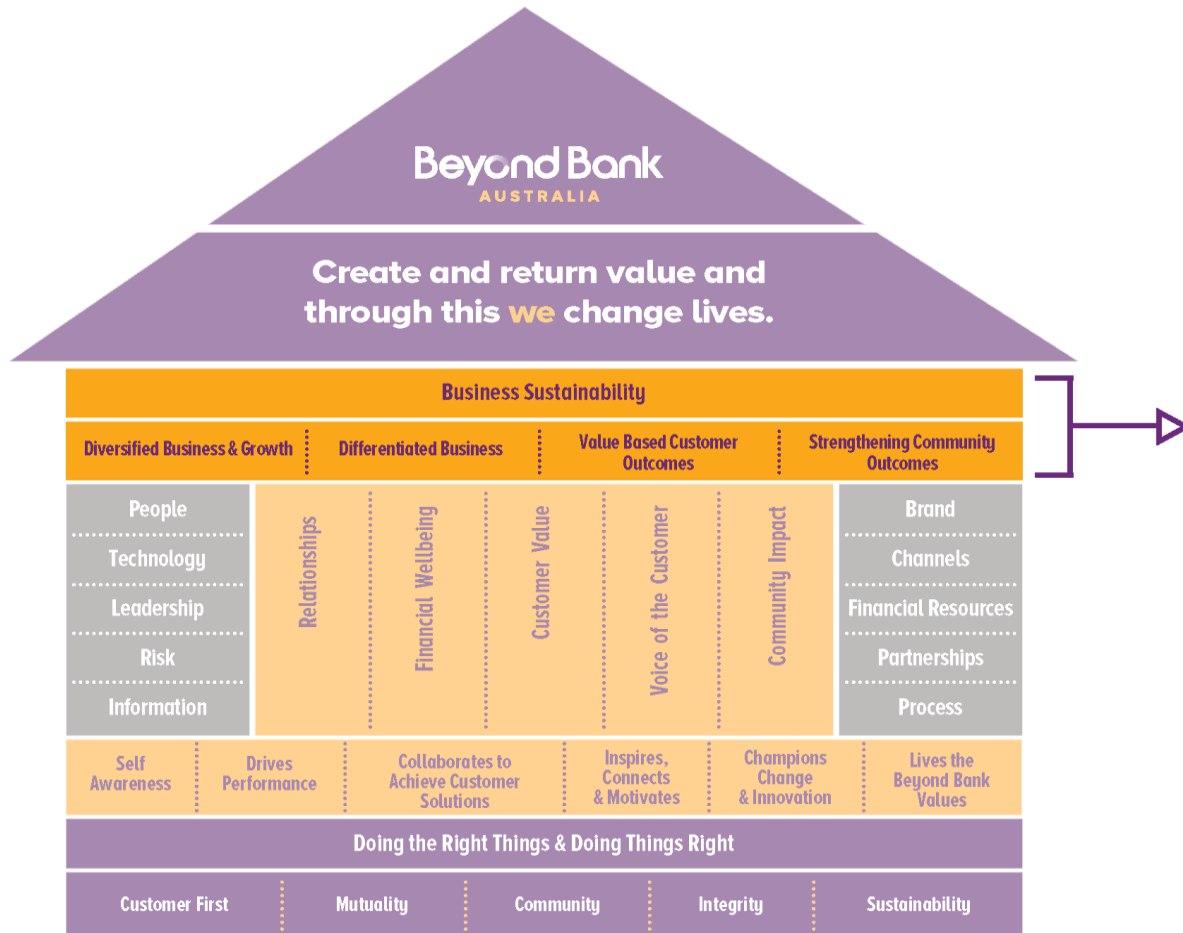 Beyond Bank
AUSTRALIA
Create and return value and
through this we change lives.
Business Sustainability
Diversified Business & Growth
Differentiated Business
Value Based Customer
Outcomes
Strengthening Community
Outcomes
People
Technology
Leadership
Risk
Information
Relationships
Financial Wellbeing
Customer Value
Voice of the Customer
Community Impact
Brand
Channels
Financial Resources
Partnerships
Process
Self
Awareness
Drives
Performance
Collaborates to
Achieve Customer
Solutions
Inspires,
Connects
& Motivates
Champions
Change
& Innovation
Lives the
Beyond Bank
Values
Doing the Right Things & Doing Things Right
Customer First
Mutuality
Community
Integrity
Sustainability